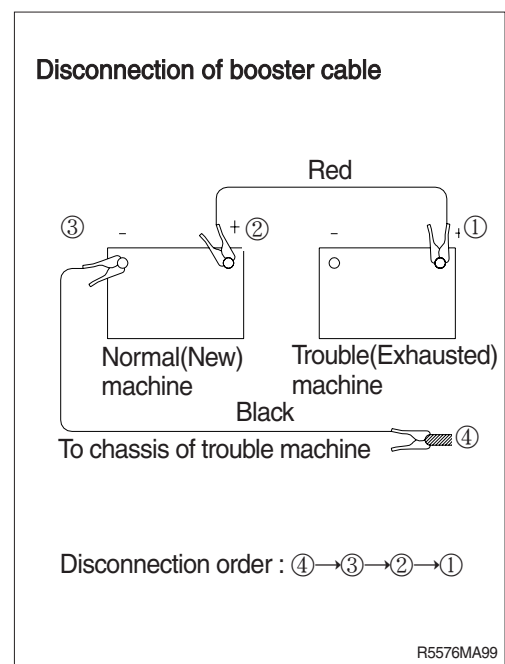 Disconnection of booster cable
Red
③ - + ② - + ①
Normal(New) Trouble(Exhausted)
machine machine
Black
To chassis of trouble machine ④
Disconnection order : ④→③→②→①
R5576MA99